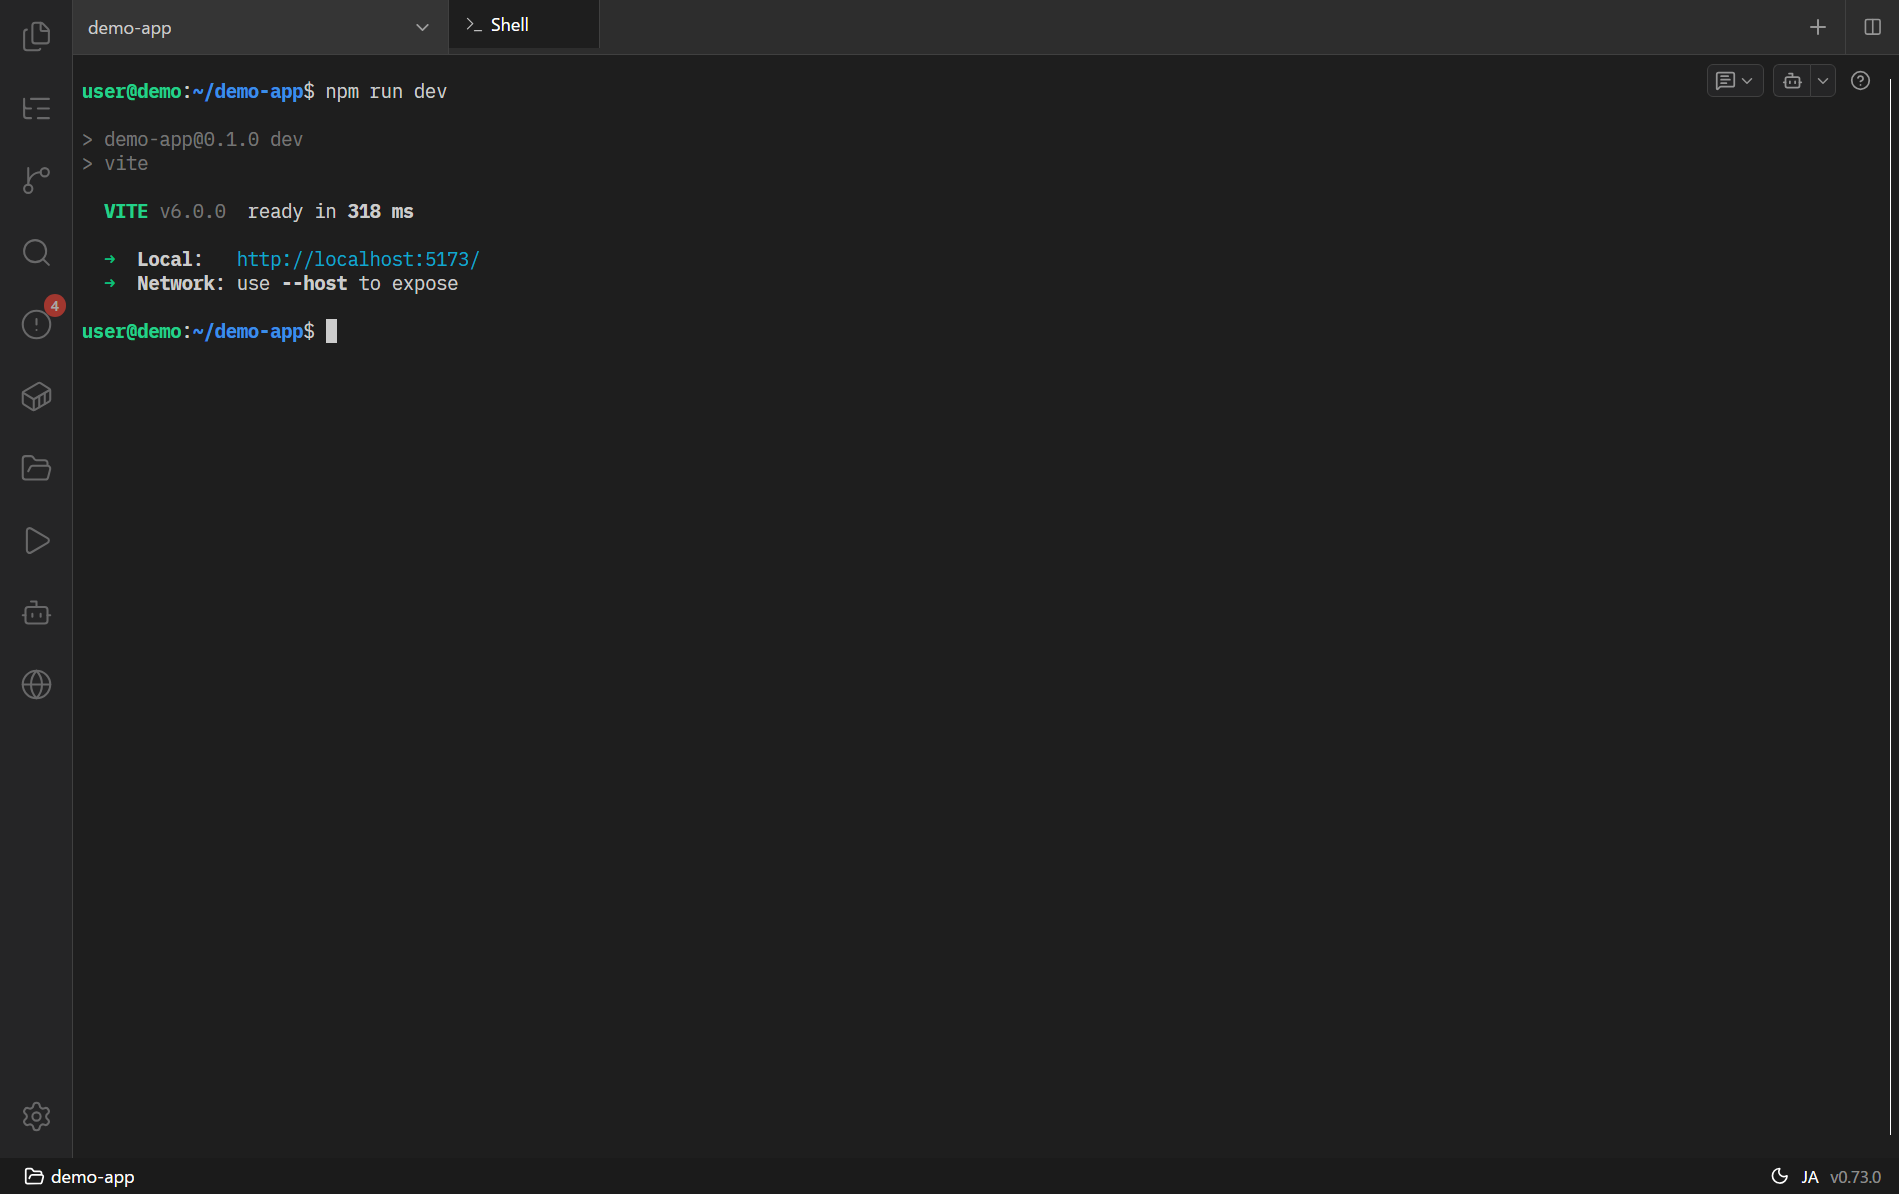 demo-app
Shell
user@demo:~/demo-app$ npm run dev
> demo-app@0.1.0 dev
> vite
VITE v6.0.0 ready in 318 ms
➜ Local: http://localhost:5173/
➜ Network: use --host to expose
user@demo:~/demo-app$
4
demo-app
JA v0.73.0